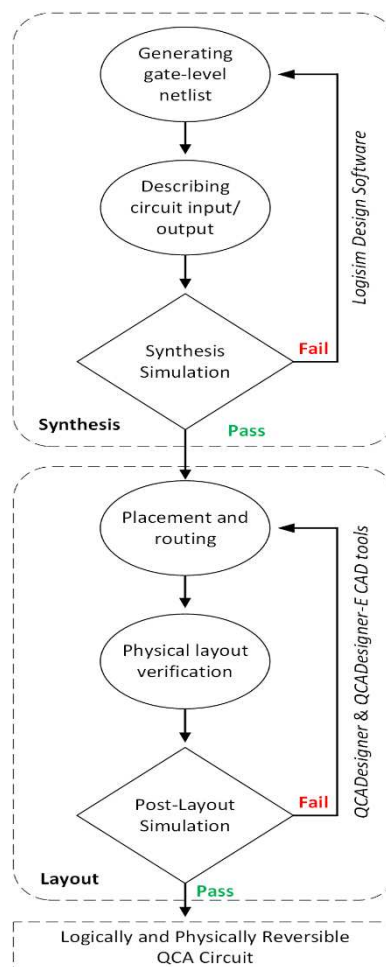 Generating
gate-level
netlist
Describing
circuit input/
output
Logisim Design Software
Synthesis
Simulation
Fail
Synthesis
Pass
Placement and
routing
Physical layout
verification
QCADesigner & QCADesigner-E CAD tools
Post-Layout
Simulation
Fail
Layout
Pass
Logically and Physically Reversible
QCA Circuit